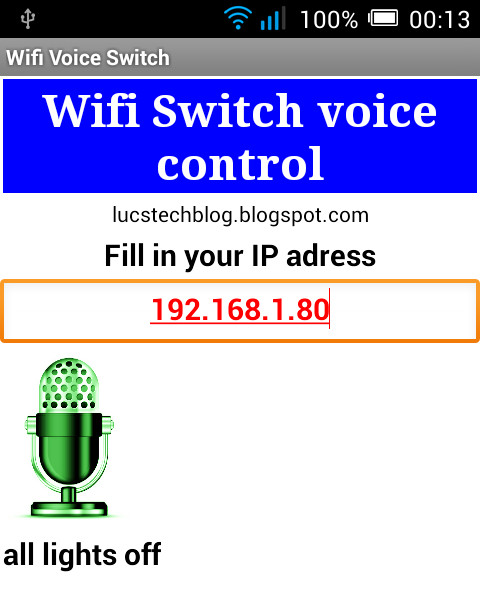 100% 00:13
Wifi Voice Switch
Wifi Switch voice
control
lucstechblog.blogspot.com
Fill in your IP adress
192.168.1.80
all lights off